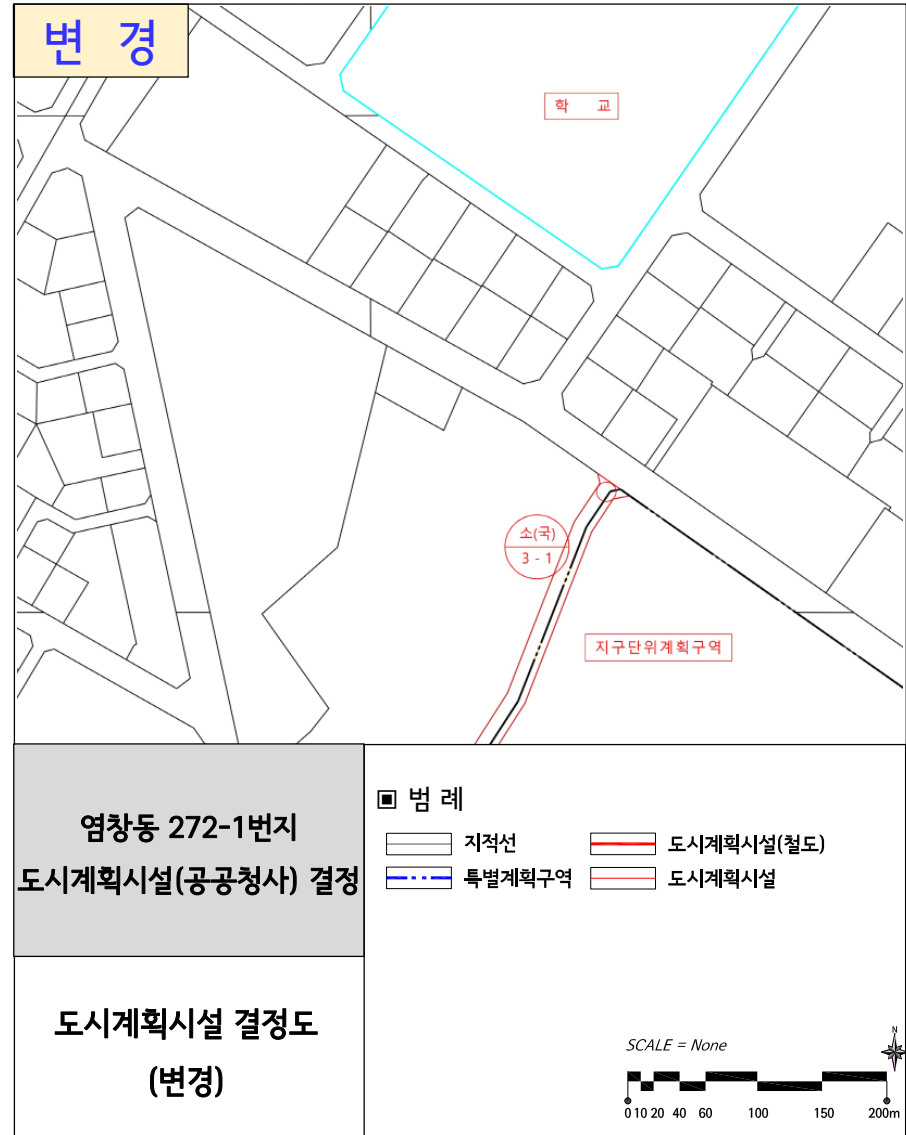 변 경
학 교
소(국)
3 - 1
지구단위계획구역
염창동 272-1번지
도시계획시설(공공청사) 결정
도시계획시설 결정도
(변경)
▣ 범 례
지적선
도시계획시설(철도)
특별계획구역
도시계획시설
SCALE = None
N
0 10 20 40 60 100 150 200m